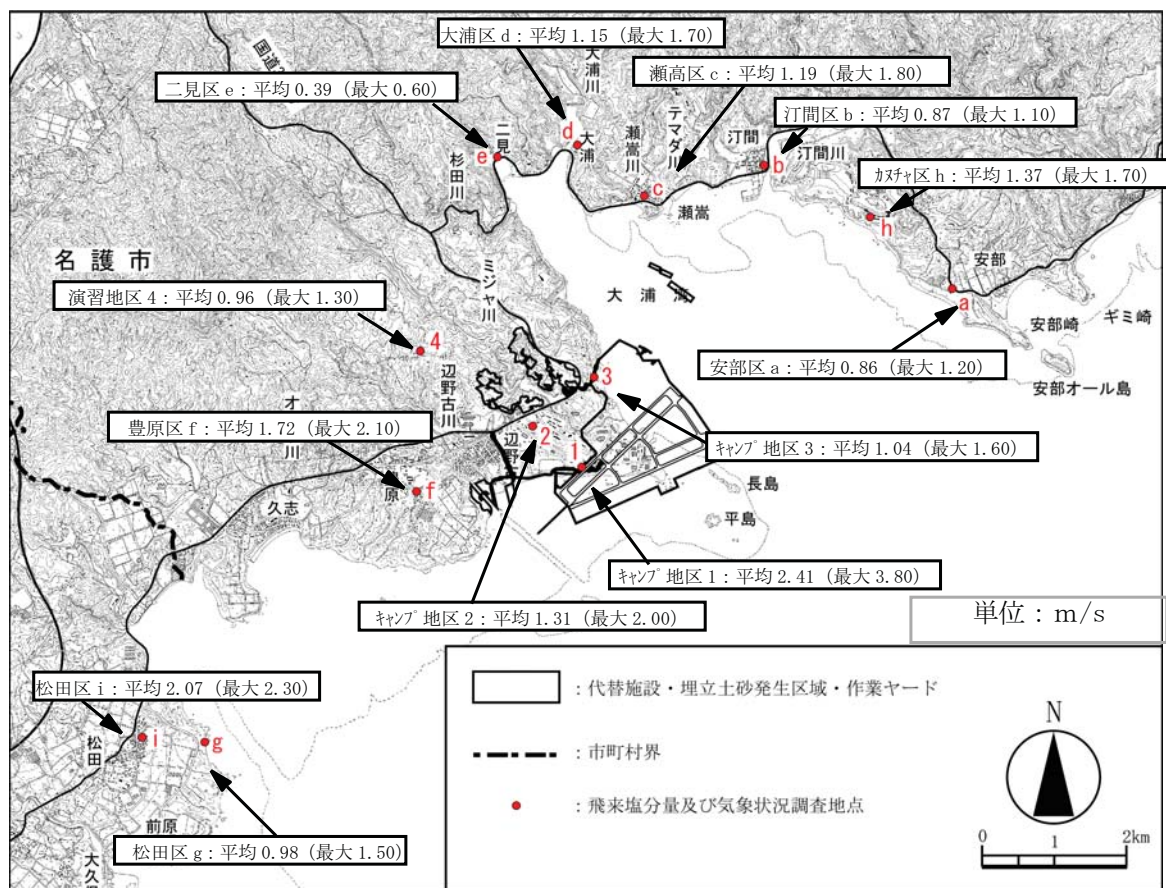 大浦区 d：平均 1.15 (最大 1.70)
瀬高区 c：平均 1.19 (最大 1.80)
二見区 e：平均 0.39 (最大 0.60)
汀間区 b：平均 0.87 (最大 1.10)
ｶﾇﾁｬ区 h：平均 1.37 (最大 1.70)
大浦川
二見
d
大浦
e
杉田川
瀬嵩川
テマダ川
汀間
汀間川
b
c
瀬嵩
h
名護市
演習地区 4：平均 0.96 (最大 1.30)
ミジャ川
大浦湾
安部
a
安部崎
ギミ崎
安部オール島
安部区 a：平均 0.86 (最大 1.20)
4
辺野古川
3
豊原区 f：平均 1.72 (最大 2.10)
2
1
ｷｬﾝﾌﾟ地区 3：平均 1.04 (最大 1.60)
f
久志
長島
平島
ｷｬﾝﾌﾟ地区 1：平均 2.41 (最大 3.80)
ｷｬﾝﾌﾟ地区 2：平均 1.31 (最大 2.00)
単位：m/s
松田区 i：平均 2.07 (最大 2.30)
i
g
松田
前原
松田区 g：平均 0.98 (最大 1.50)
：代替施設・埋立土砂発生区域・作業ヤード
：市町村界
：飛来塩分量及び気象状況調査地点
N
0 1 2km